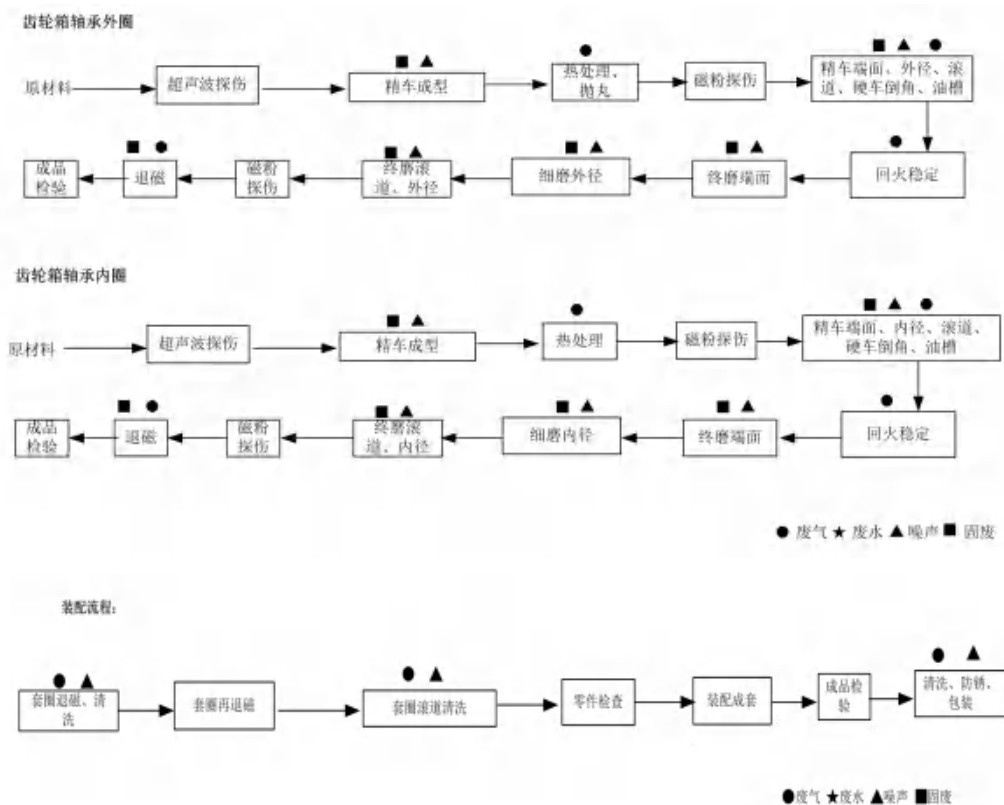 齿轮箱轴承外圈
原材料
超声波探伤
精车成型
热处理、
抛丸
磁粉探伤
精车端面、外径、滚
道、硬车倒角、油槽
回火稳定
终磨端面
细磨外径
终磨滚
道、外径
磁粉
探伤
退磁
成品
检验
齿轮箱轴承内圈
原材料
超声波探伤
精车成型
热处理
磁粉探伤
精车端面、内径、滚道、
硬车倒角、油槽
回火稳定
终磨端面
细磨内径
终磨滚
道、内径
磁粉
探伤
退磁
成品
检验
●废气★废水▲噪声■固废
装配流程:
套圈退磁、清
洗
套圈再退磁
套圈滚道清洗
零件检查
装配成套
成品检
验
清洗、防锈、
包装
●废气★废水▲噪声■固废